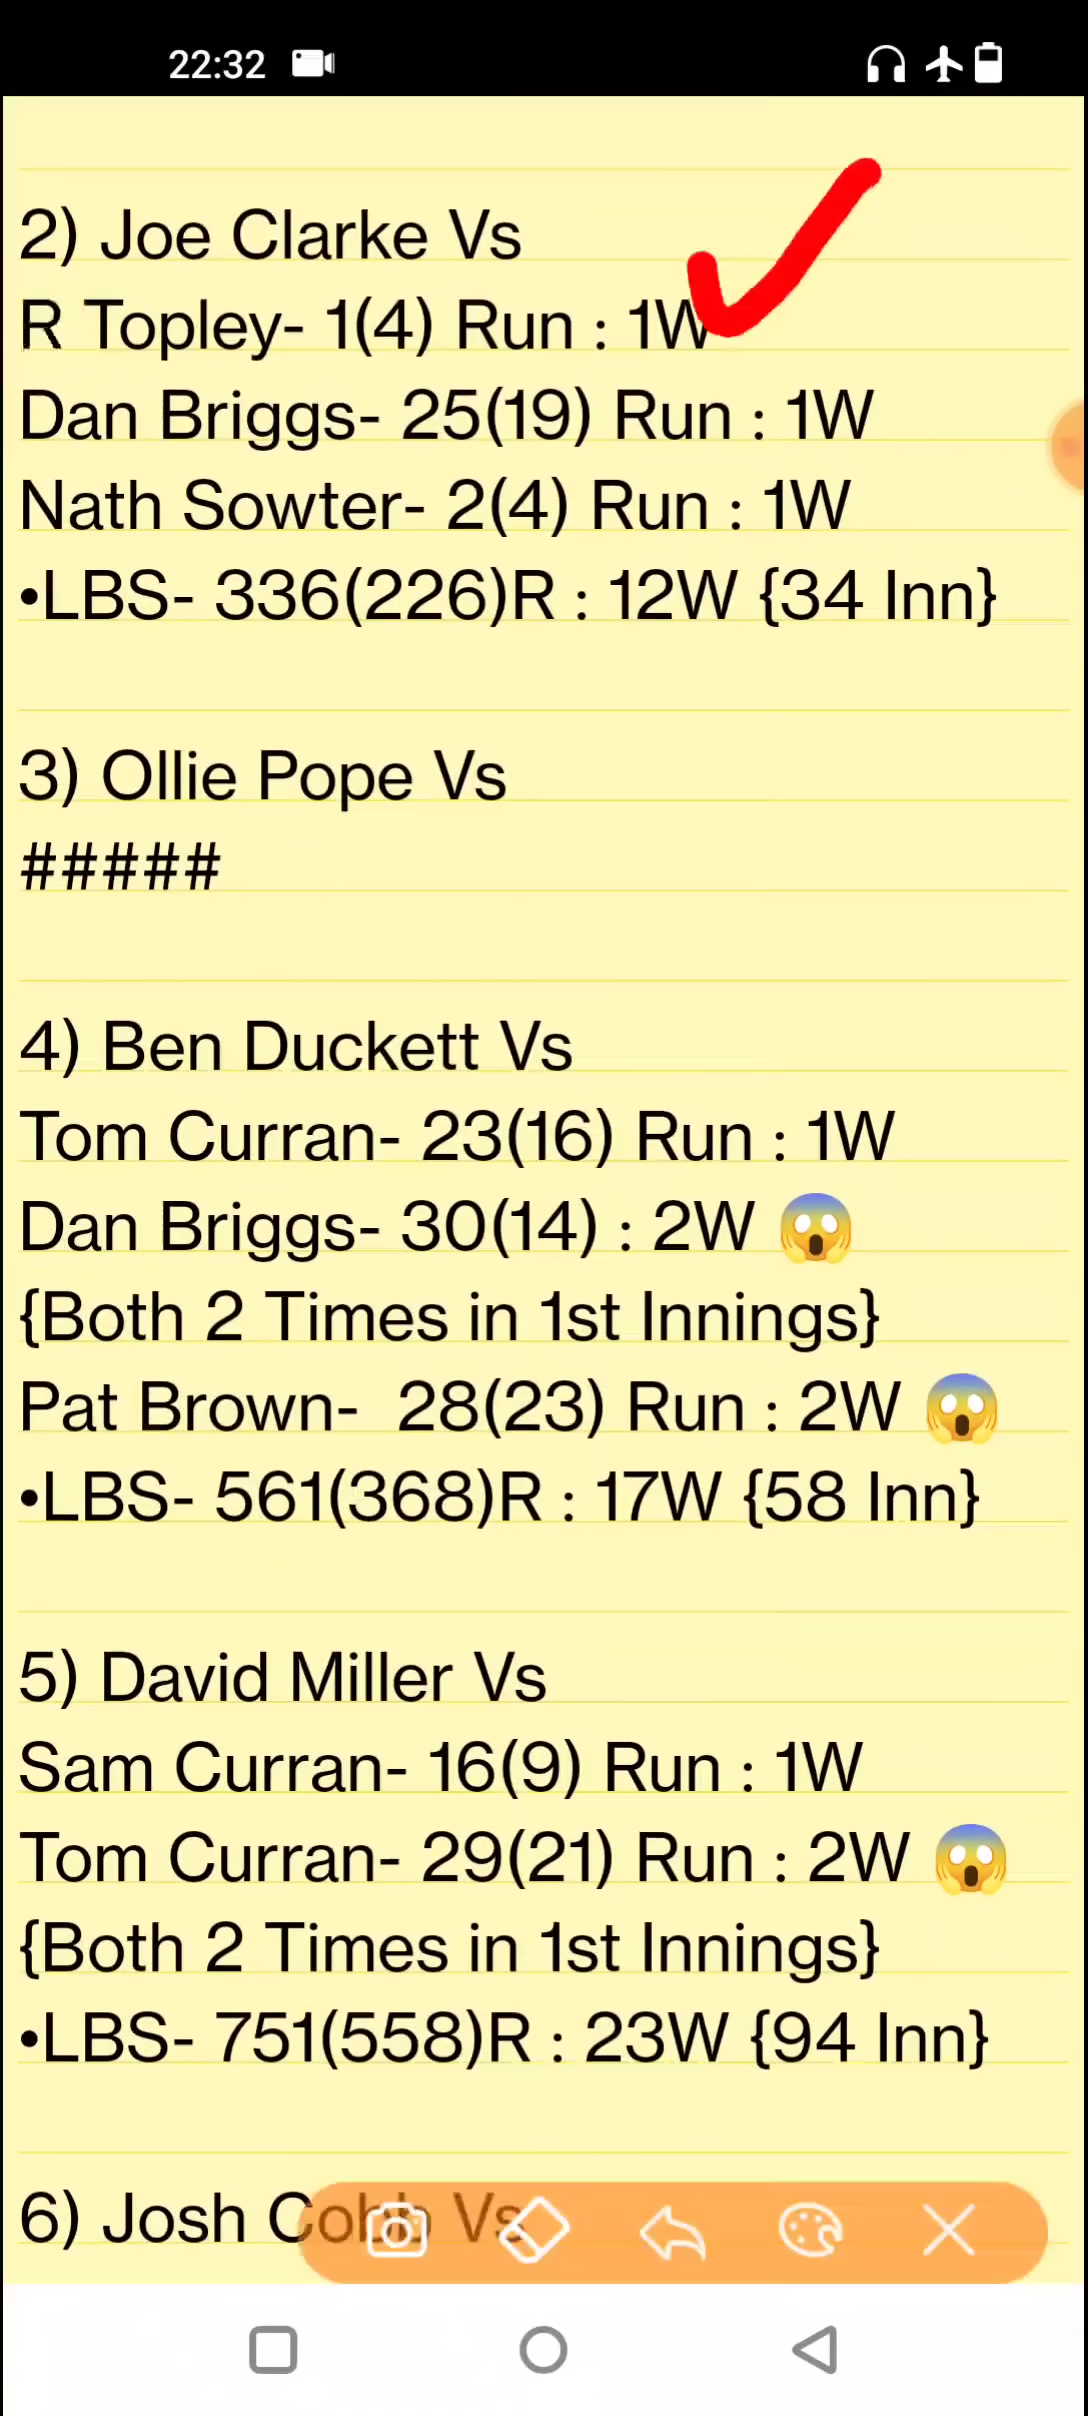 22:32
2) Joe Clarke Vs
R Topley- 1(4) Run : 1W
Dan Briggs- 25(19) Run : 1W
Nath Sowter- 2(4) Run : 1W
•LBS- 336(226)R : 12W {34 Inn}
3) Ollie Pope Vs
#####
4) Ben Duckett Vs
Tom Curran- 23(16) Run : 1W
Dan Briggs- 30(14) : 2W 😱
{Both 2 Times in 1st Innings}
Pat Brown- 28(23) Run : 2W 😱
•LBS- 561(368)R : 17W {58 Inn}
5) David Miller Vs
Sam Curran- 16(9) Run : 1W
Tom Curran- 29(21) Run : 2W 😱
{Both 2 Times in 1st Innings}
•LBS- 751(558)R : 23W {94 Inn}
6) Josh Cobb Vs